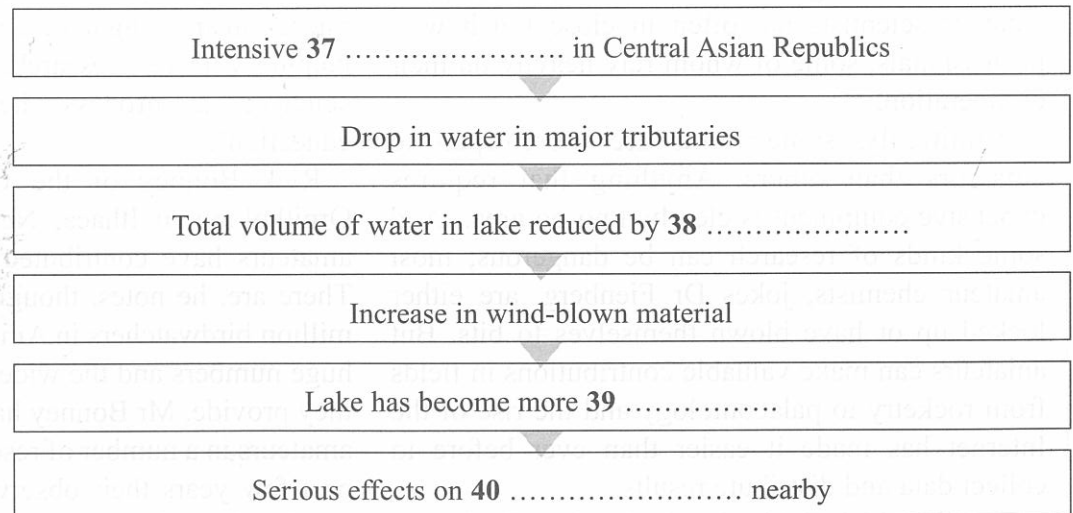 Intensive 37 ............................ in Central Asian Republics
Drop in water in major tributaries
Total volume of water in lake reduced by 38 ....................
Increase in wind-blown material
Lake has become more 39 ....................
Serious effects on 40 .......................... nearby